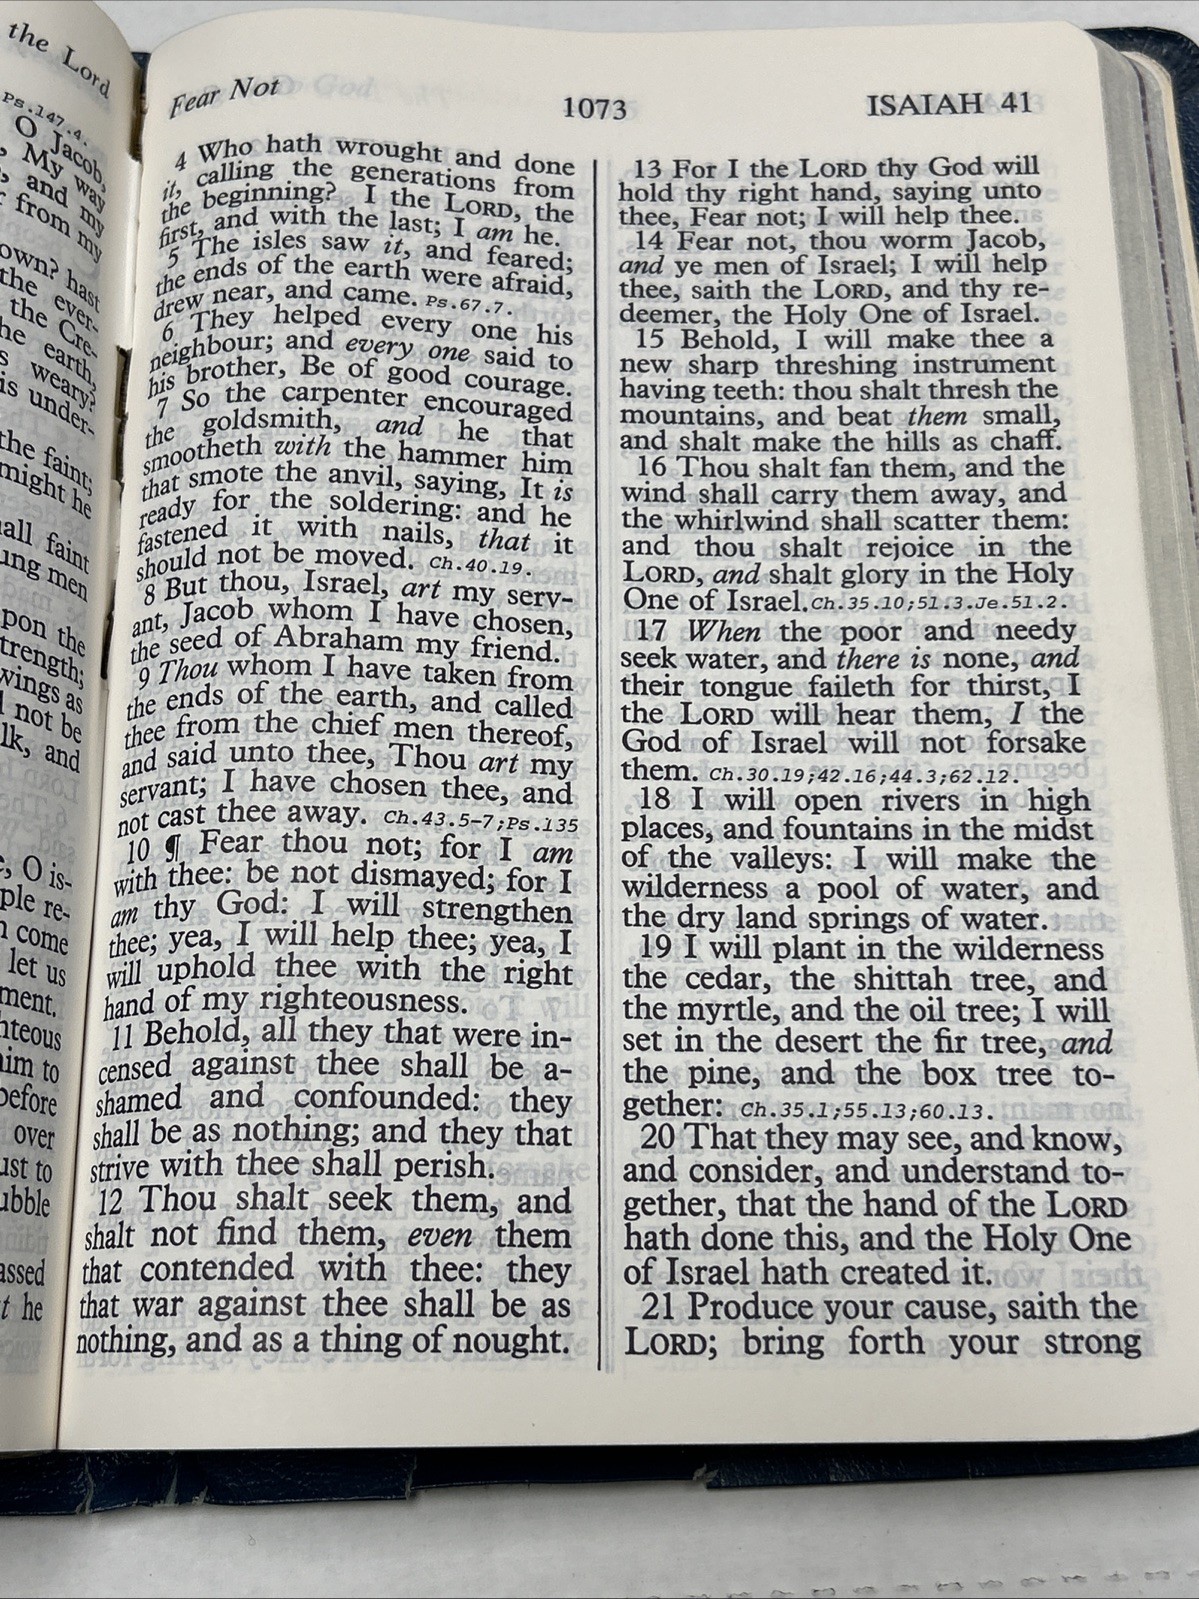 the Lord
Ps.147.4.
O Jacob,
My way
and my
from my
own? hast
the ever-
the Cre-
he earth,
weary?
is under-
the faint;
might he
all faint
ung men
pon the
trength;
wings as
not be
lk, and
O is-
ple re-
come
let us
ment.
hteous
him to
before
over
ust to
ubble
assed
he
Fear Not
1073
ISAIAH 41
4 Who hath wrought and done
it, calling the generations from
the beginning? I the LORD, the
first, and with the last; I am he.
5 The isles saw it, and feared;
the ends of the earth were afraid,
drew near, and came. Ps.67.7.
6 They helped every one his
neighbour; and every one said to
his brother, Be of good courage.
7 So the carpenter encouraged
the goldsmith, and he that
smootheth with the hammer him
that smote the anvil, saying, It is
ready for the soldering: and he
fastened it with nails, that it
should not be moved. Ch.40.19.
8 But thou, Israel, art my serv-
ant, Jacob whom I have chosen,
the seed of Abraham my friend.
9 Thou whom I have taken from
the ends of the earth, and called
thee from the chief men thereof,
and said unto thee, Thou art my
servant; I have chosen thee, and
not cast thee away. Ch.43.5-7;Ps.135
10 ¶ Fear thou not; for I am
with thee: be not dismayed; for I
am thy God: I will strengthen
thee; yea, I will help thee; yea, I
will uphold thee with the right
hand of my righteousness.
11 Behold, all they that were in-
censed against thee shall be a-
shamed and confounded: they
shall be as nothing; and they that
strive with thee shall perish.
12 Thou shalt seek them, and
shalt not find them, even them
that contended with thee: they
that war against thee shall be as
nothing, and as a thing of nought.
13 For I the LORD thy God will
hold thy right hand, saying unto
thee, Fear not; I will help thee.
14 Fear not, thou worm Jacob,
and ye men of Israel; I will help
thee, saith the LORD, and thy re-
deemer, the Holy One of Israel.
15 Behold, I will make thee a
new sharp threshing instrument
having teeth: thou shalt thresh the
mountains, and beat them small,
and shalt make the hills as chaff.
16 Thou shalt fan them, and the
wind shall carry them away, and
the whirlwind shall scatter them:
and thou shalt rejoice in the
LORD, and shalt glory in the Holy
One of Israel. Ch.35.10;51.3.Je.51.2.
17 When the poor and needy
seek water, and there is none, and
their tongue faileth for thirst, I
the LORD will hear them, I the
God of Israel will not forsake
them. Ch.30.19;42.16;44.3;62.12.
18 I will open rivers in high
places, and fountains in the midst
of the valleys: I will make the
wilderness a pool of water, and
the dry land springs of water.
19 I will plant in the wilderness
the cedar, the shittah tree, and
the myrtle, and the oil tree; I will
set in the desert the fir tree, and
the pine, and the box tree to-
gether: Ch.35.1;55.13;60.13.
20 That they may see, and know,
and consider, and understand to-
gether, that the hand of the LORD
hath done this, and the Holy One
of Israel hath created it.
21 Produce your cause, saith the
LORD; bring forth your strong